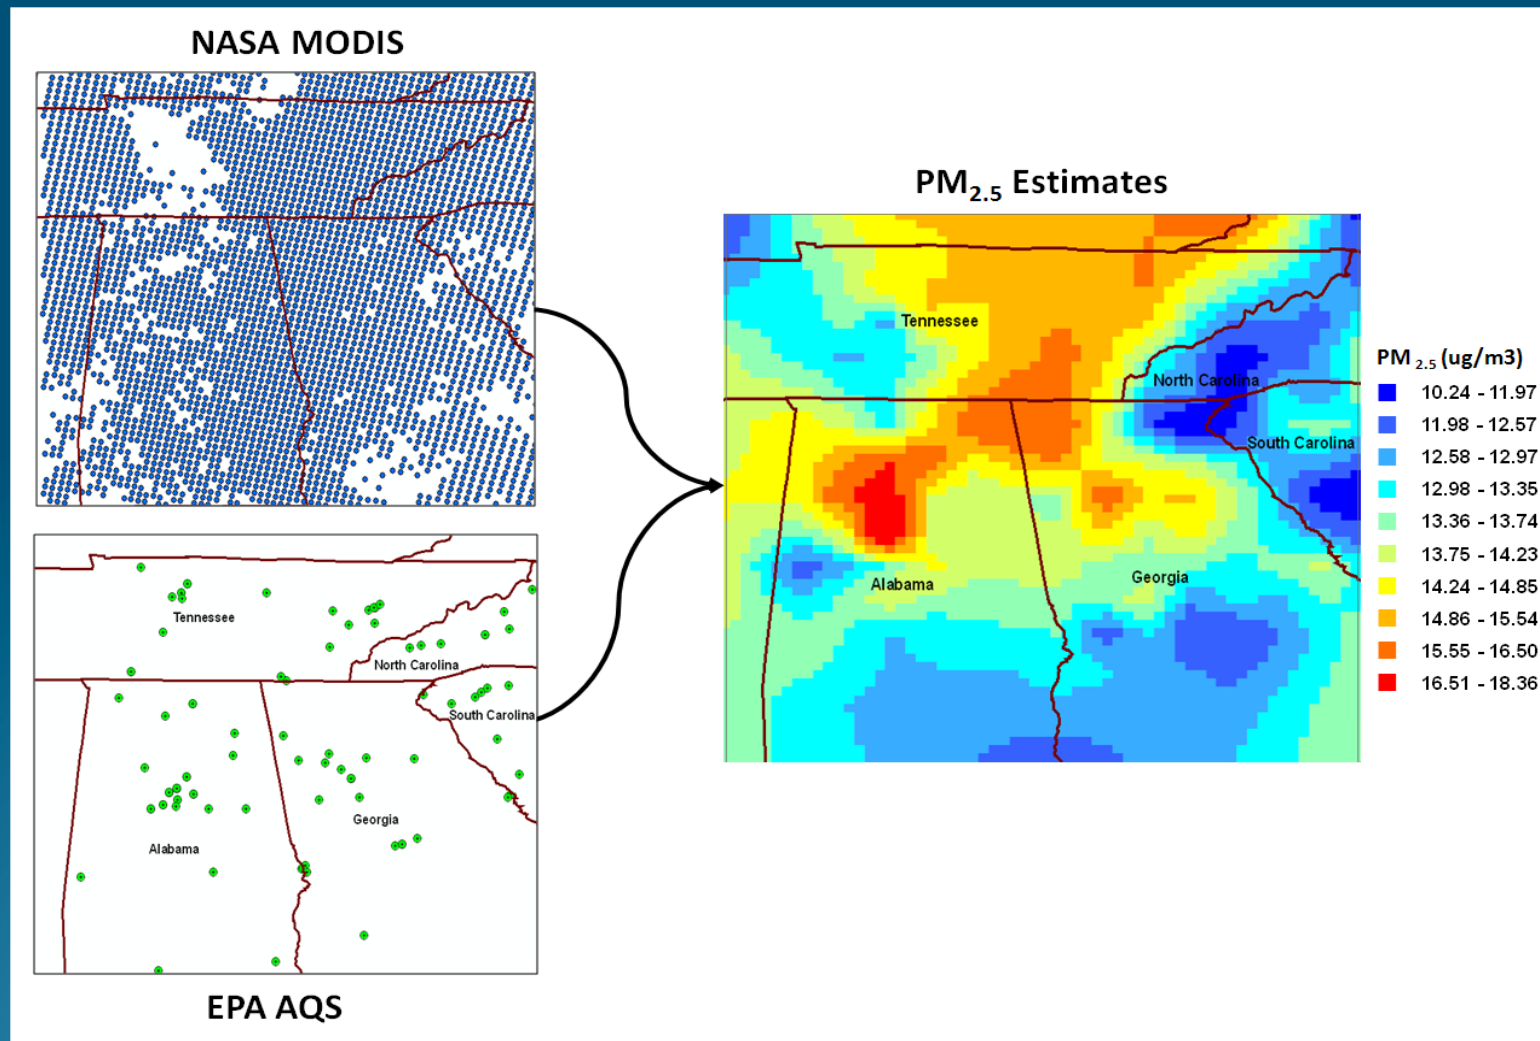 NASA MODIS
PM2.5 Estimates
Tennessee
North Carolina
South Carolina
Alabama
Georgia
PM 2.5 (ug/m3)
10.24 - 11.97
11.98 - 12.57
12.58 - 12.97
12.98 - 13.35
13.36 - 13.74
13.75 - 14.23
14.24 - 14.85
14.86 - 15.54
15.55 - 16.50
16.51 - 18.36
Tennessee
North Carolina
South Carolina
Georgia
Alabama
EPA AQS